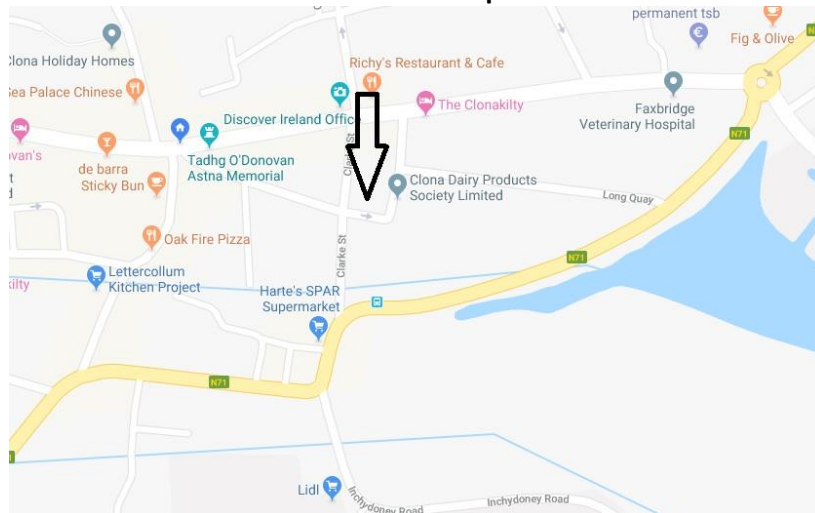 permanent tsb
Fig & Olive
Clona Holiday Homes
Richy's Restaurant & Cafe
Sea Palace Chinese
The Clonakilty
Faxbridge
Veterinary Hospital
Discover Ireland Office
N71
de barra
Sticky Bun
Tadhg O'Donovan
Astna Memorial
Clarke St
Clona Dairy Products
Society Limited
Long Quay
Oak Fire Pizza
Clarke St
N71
Lettercollum
Kitchen Project
Harte's SPAR
Supermarket
N71
Lidl
Inchydoney Road
Inchydoney Road